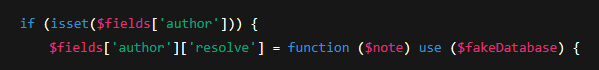 if (isset($fields['author'])) {
    $fields['author']['resolve'] = function ($note) use ($fakeDatabase) {